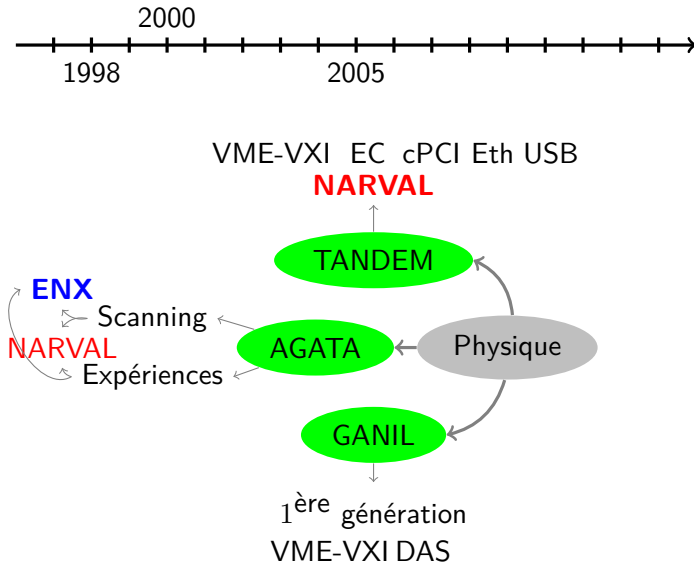 2000
1998 2005
VME-VXI EC cPCI Eth USB
NARVAL
TANDEM
ENX
Scanning
NARVAL AGATA Physique
Expériences
GANIL
1ère génération
VME-VXI DAS